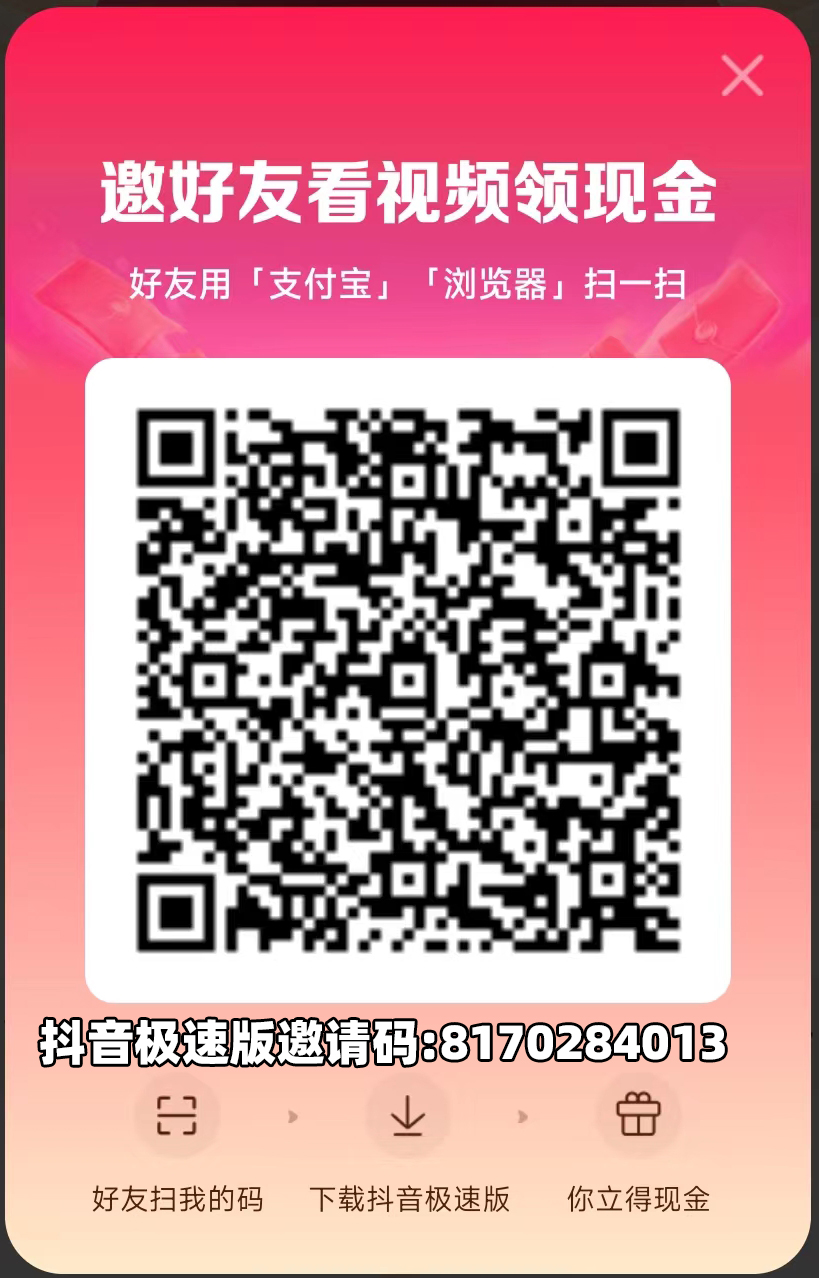 邀好友看视频领现金
好友用「支付宝」「浏览器」扫一扫
抖音极速版邀请码:8170284013
好友扫我的码
下载抖音极速版
你立得现金